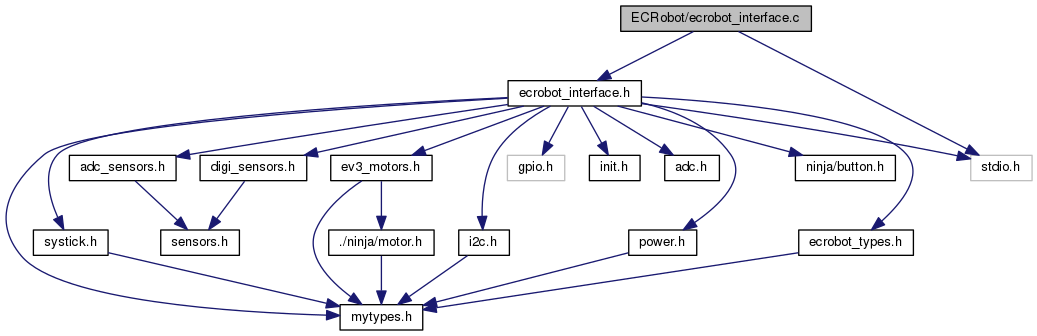 ECRobot/ecrobot_interface.c
ecrobot_interface.h
adc_sensors.h
digi_sensors.h
ev3_motors.h
gpio.h
init.h
adc.h
ninja/button.h
stdio.h
systick.h
sensors.h
./ninja/motor.h
i2c.h
power.h
ecrobot_types.h
mytypes.h